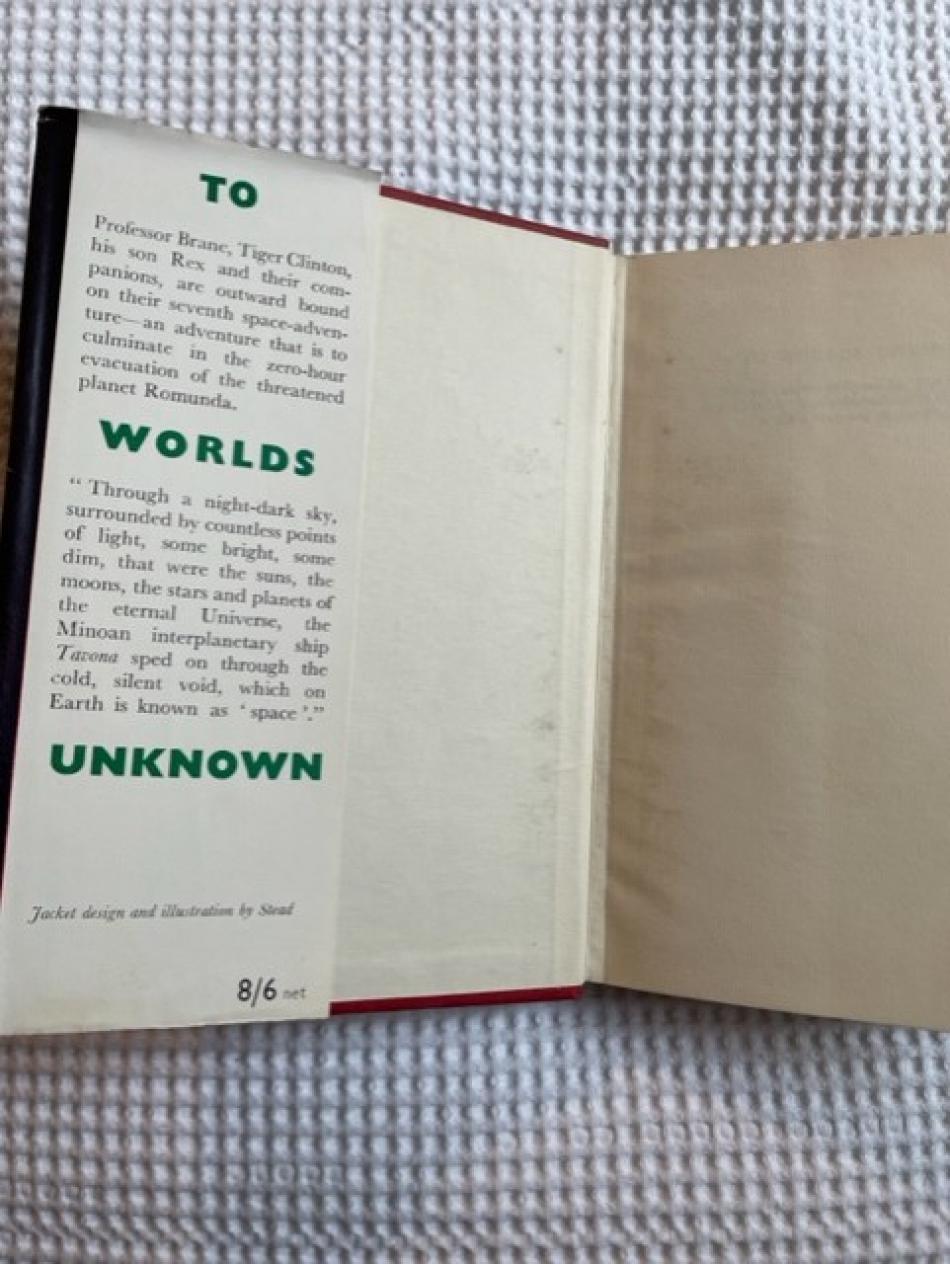 TO
Professor Brane, Tiger Clinton,
his son Rex and their com-
panions, are outward bound
on their seventh space-adven-
ture—an adventure that is to
culminate in the zero-hour
evacuation of the threatened
planet Romunda.
WORLDS
“ Through a night-dark sky,
surrounded by countless points
of light, some bright, some
dim, that were the suns, the
moons, the stars and planets of
the eternal Universe, the
Minoan interplanetary ship
Tavona sped on through the
cold, silent void, which on
Earth is known as ‘ space ’.”
UNKNOWN
Jacket design and illustration by Stead
8/6 net